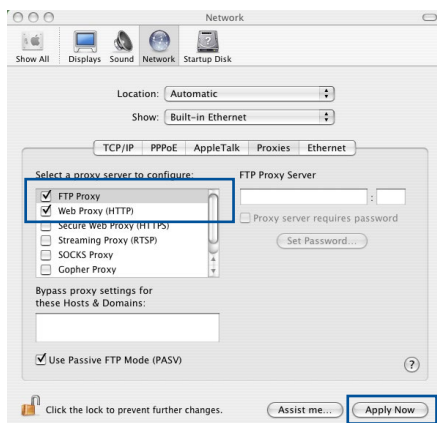 Network
Show All Displays Sound Network Startup Disk
Location: Automatic
Show: Built-in Ethernet
TCP/IP PPPoE AppleTalk Proxies Ethernet
Select a proxy server to configure: FTP Proxy Server
FTP Proxy :
Web Proxy (HTTP) Proxy server requires password
Secure Web Proxy (HTTPS)
Streaming Proxy (RTSP) Set Password...
SOCKS Proxy
Gopher Proxy
Bypass proxy settings for
these Hosts & Domains:
Use Passive FTP Mode (PASV) ?
Click the lock to prevent further changes. Assist me... Apply Now